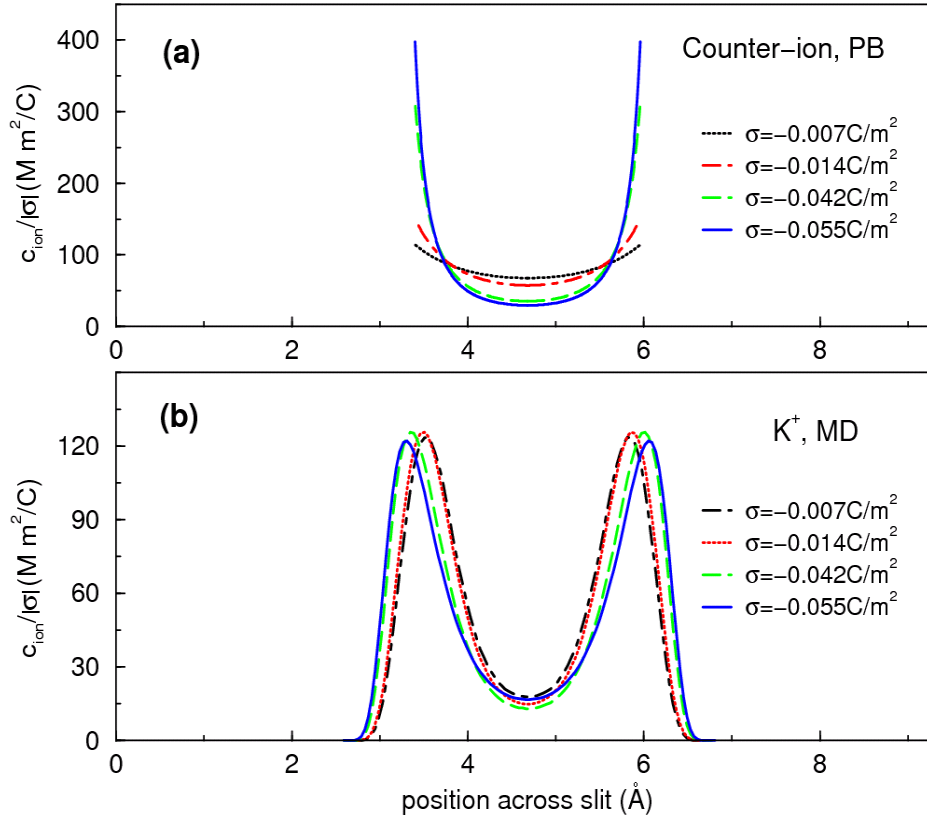 (a)
Counter−ion, PB
c_ion/|σ| (M m²/C)
400
300
200
100
0
σ=−0.007C/m²
σ=−0.014C/m²
σ=−0.042C/m²
σ=−0.055C/m²
0 2 4 6 8
(b)
K⁺, MD
c_ion/|σ| (M m²/C)
120
90
60
30
0
σ=−0.007C/m²
σ=−0.014C/m²
σ=−0.042C/m²
σ=−0.055C/m²
0 2 4 6 8
position across slit (Å)